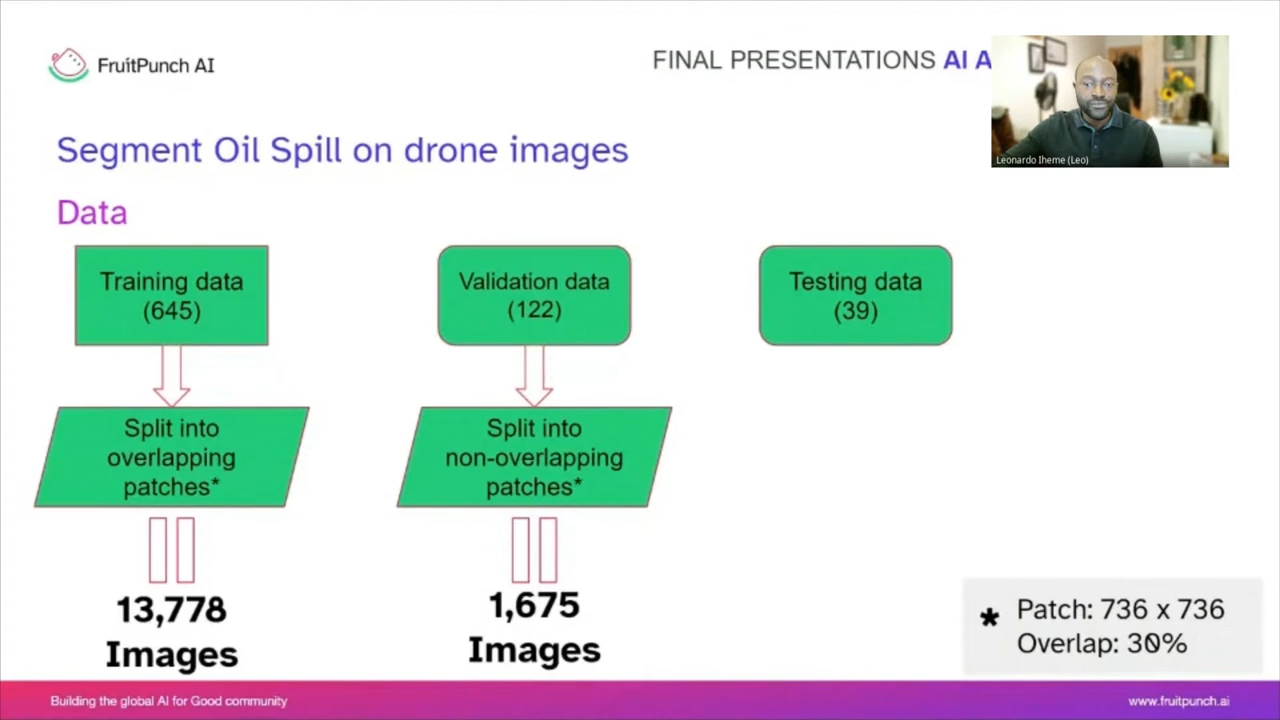 FruitPunch AI
FINAL PRESENTATIONS AI A
Leonardo Iheme (Leo)
Segment Oil Spill on drone images
Data
Training data
(645)
Validation data
(122)
Testing data
(39)
Split into
overlapping
patches*
Split into
non-overlapping
patches*
13,778
Images
1,675
Images
* Patch: 736 x 736
Overlap: 30%
Building the global AI for Good community
www.fruitpunch.ai